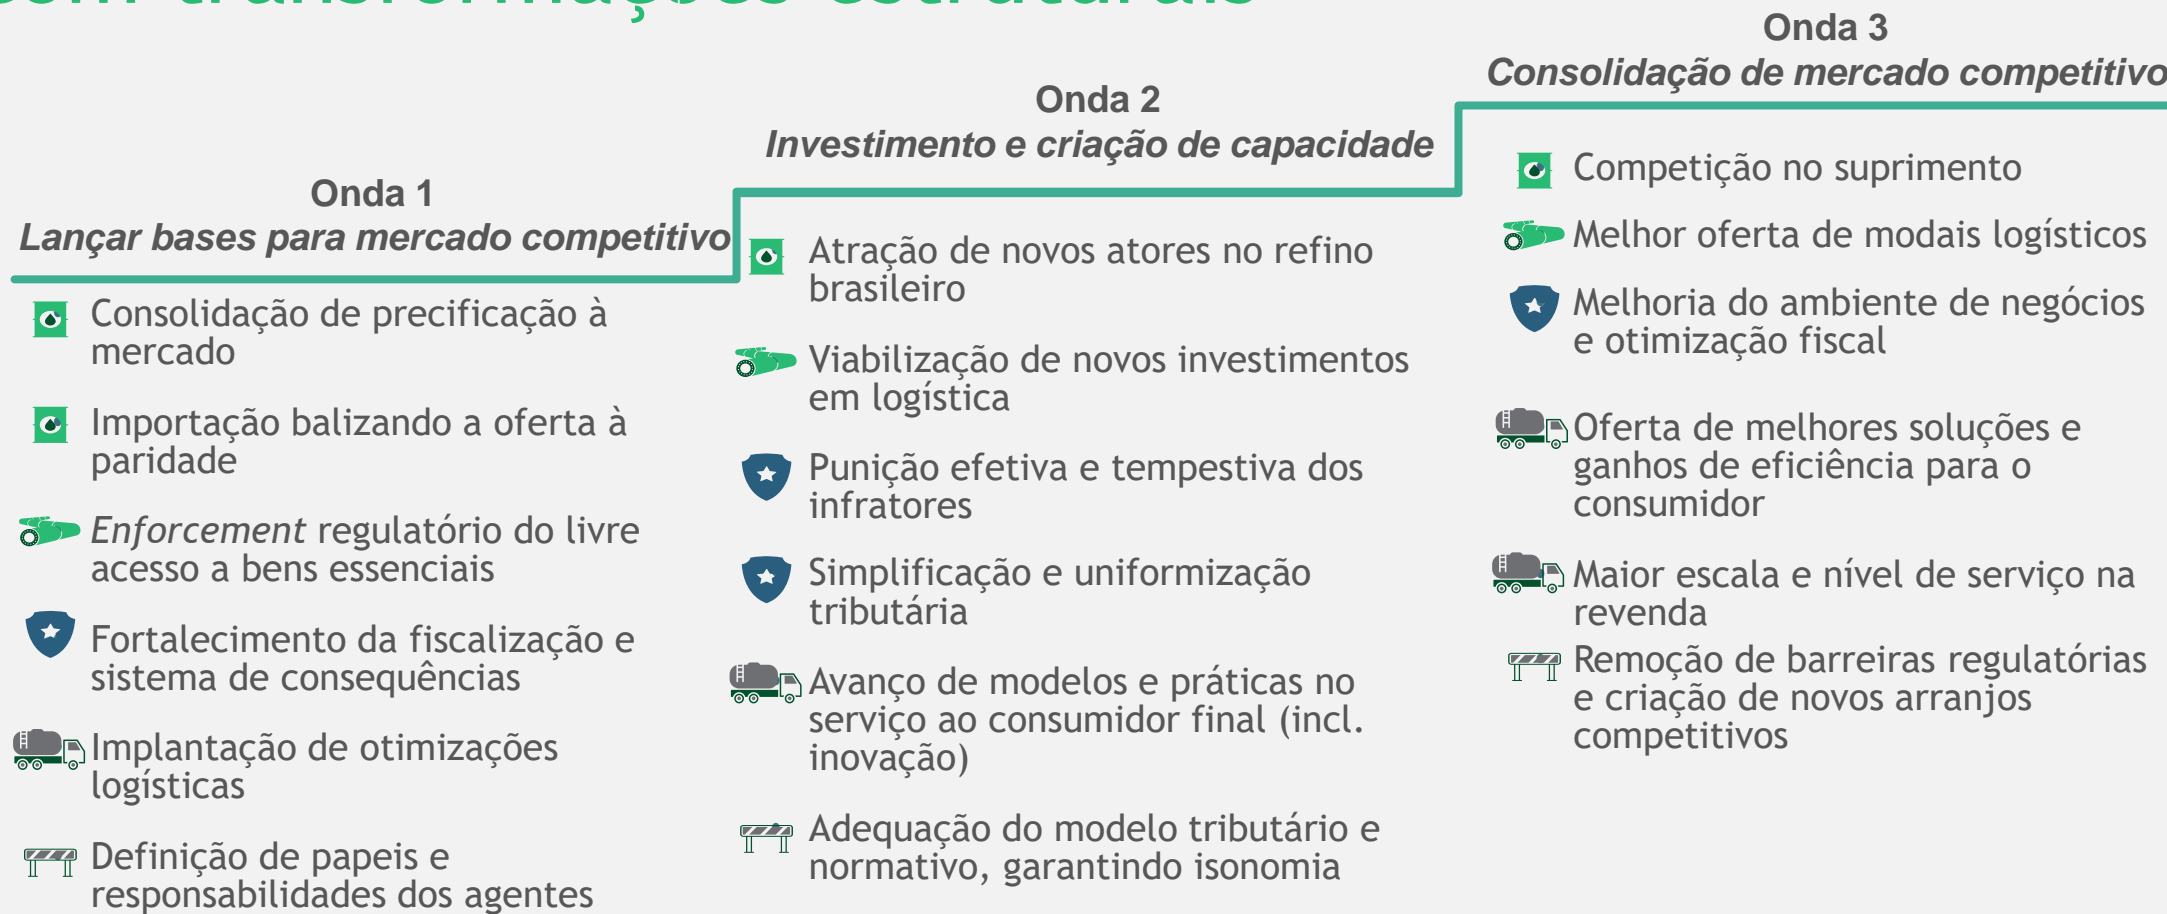 com transformações estruturais
Onda 1
Lançar bases para mercado competitivo
Consolidação de precificação à
mercado
Importação balizando a oferta à
paridade
Enforcement regulatório do livre
acesso a bens essenciais
Fortalecimento da fiscalização e
sistema de consequências
Implantação de otimizações
logísticas
Definição de papeis e
responsabilidades dos agentes
Onda 2
Investimento e criação de capacidade
Atração de novos atores no refino
brasileiro
Viabilização de novos investimentos
em logística
Punição efetiva e tempestiva dos
infratores
Simplificação e uniformização
tributária
Avanço de modelos e práticas no
serviço ao consumidor final (incl.
inovação)
Adequação do modelo tributário e
normativo, garantindo isonomia
Onda 3
Consolidação de mercado competitivo
Competição no suprimento
Melhor oferta de modais logísticos
Melhoria do ambiente de negócios
e otimização fiscal
Oferta de melhores soluções e
ganhos de eficiência para o
consumidor
Maior escala e nível de serviço na
revenda
Remoção de barreiras regulatórias
e criação de novos arranjos
competitivos